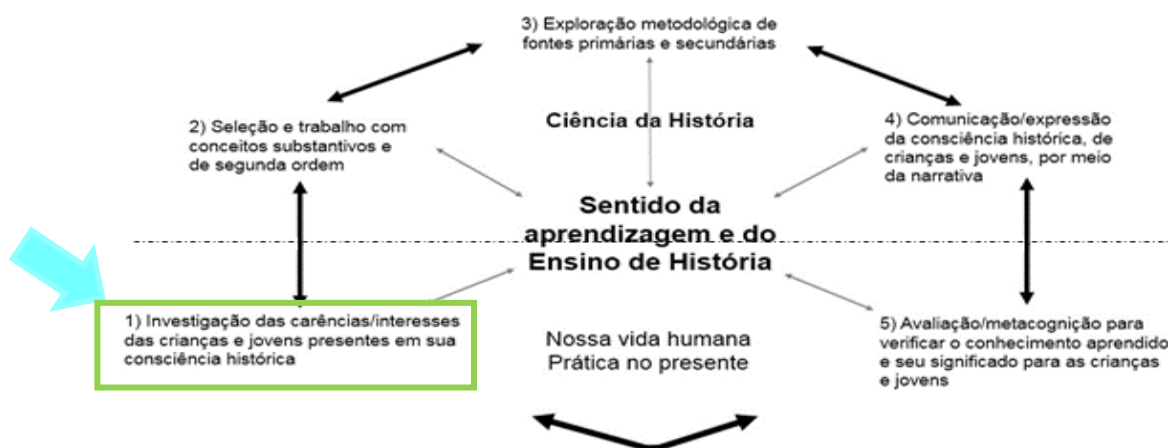 3) Exploração metodológica de
fontes primárias e secundárias
2) Seleção e trabalho com
conceitos substantivos e
de segunda ordem
Ciência da História
4) Comunicação/expressão
da consciência histórica, de
crianças e jovens, por meio
da narrativa
Sentido da
aprendizagem e do
Ensino de História
1) Investigação das carências/interesses
das crianças e jovens presentes em sua
consciência histórica
Nossa vida humana
Prática no presente
5) Avaliação/metacognição para
verificar o conhecimento aprendido
e seu significado para as crianças
e jovens